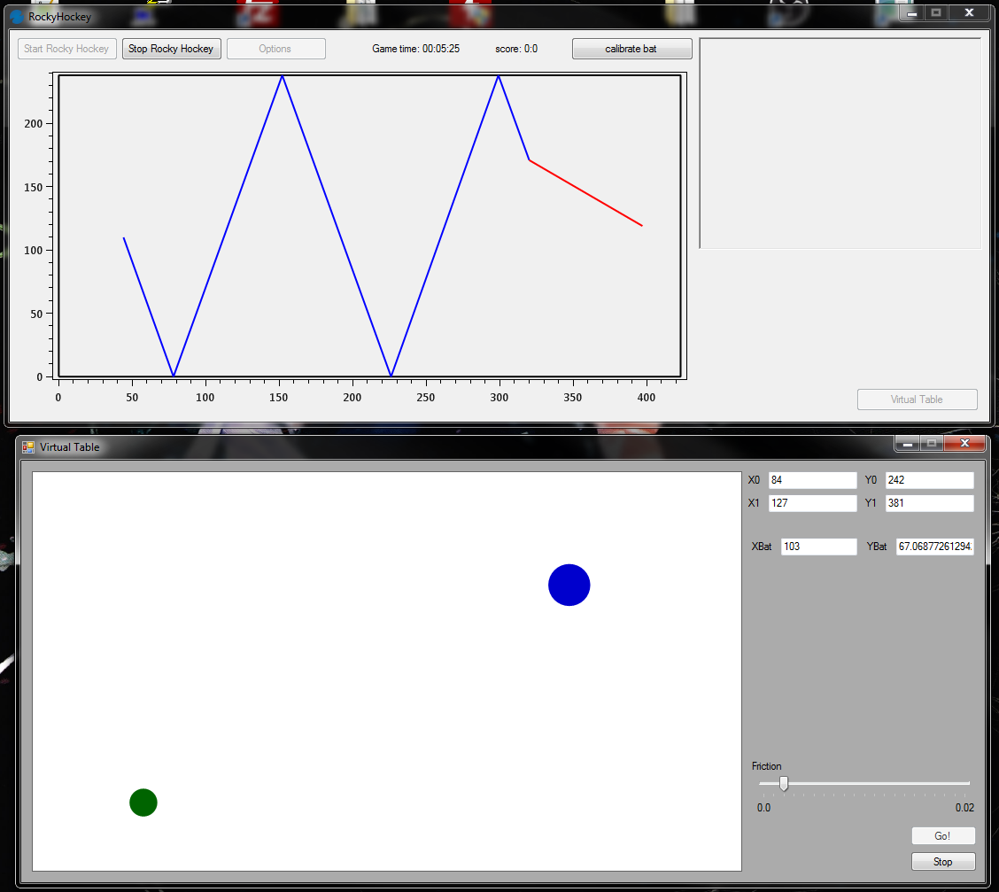 RockyHockey
Start Rocky Hockey Stop Rocky Hockey Options Game time: 00:05:25 score: 0:0 calibrate bat
200
150
100
50
0
0 50 100 150 200 250 300 350 400
Virtual Table
Virtual Table
X0 84 Y0 242
X1 127 Y1 381
XBat 103 YBat 67.06877261294
Friction
0.0 0.02
Go!
Stop